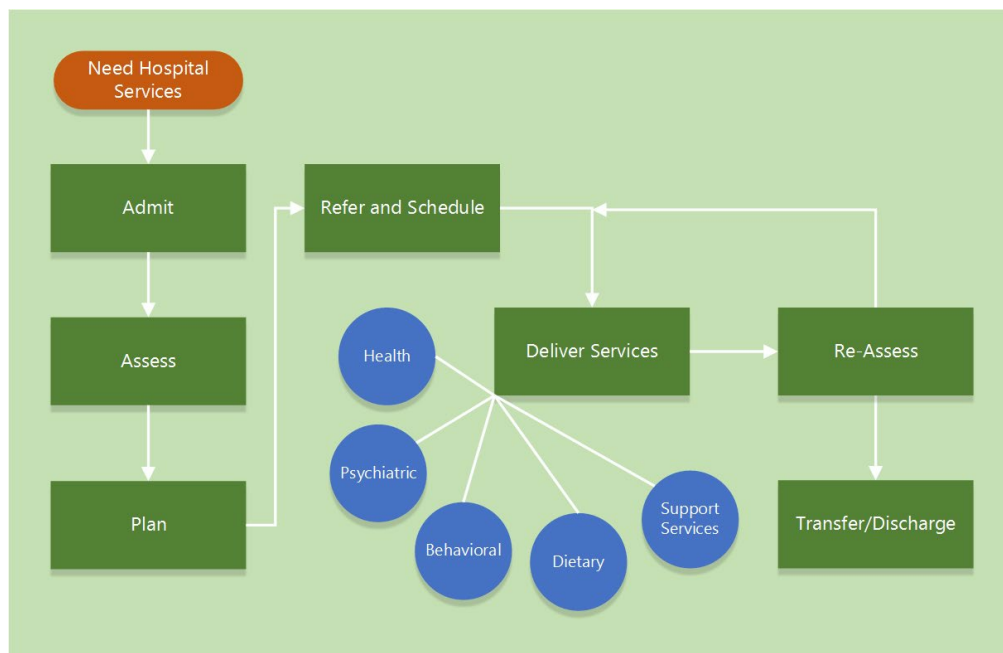 Need Hospital
Services
Admit
Refer and Schedule
Assess
Health
Deliver Services
Re-Assess
Plan
Psychiatric
Behavioral
Dietary
Support
Services
Transfer/Discharge